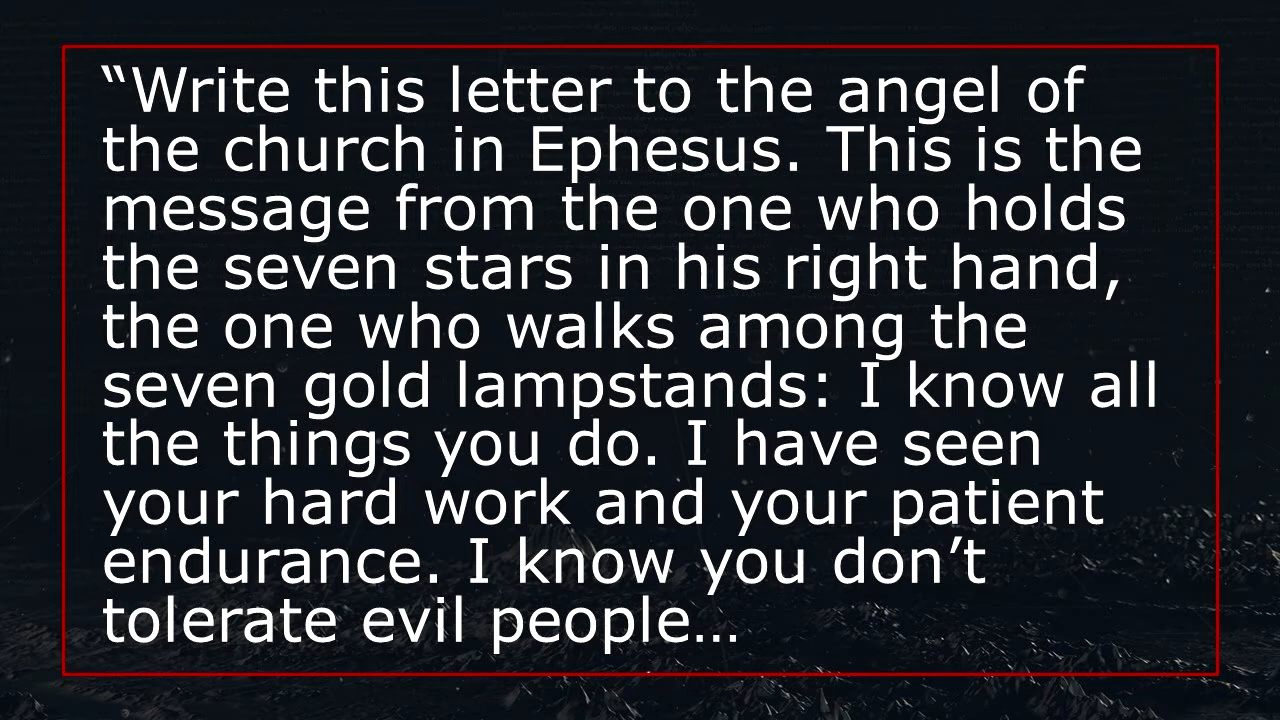 “Write this letter to the angel of
the church in Ephesus. This is the
message from the one who holds
the seven stars in his right hand,
the one who walks among the
seven gold lampstands: I know all
the things you do. I have seen
your hard work and your patient
endurance. I know you don’t
tolerate evil people…